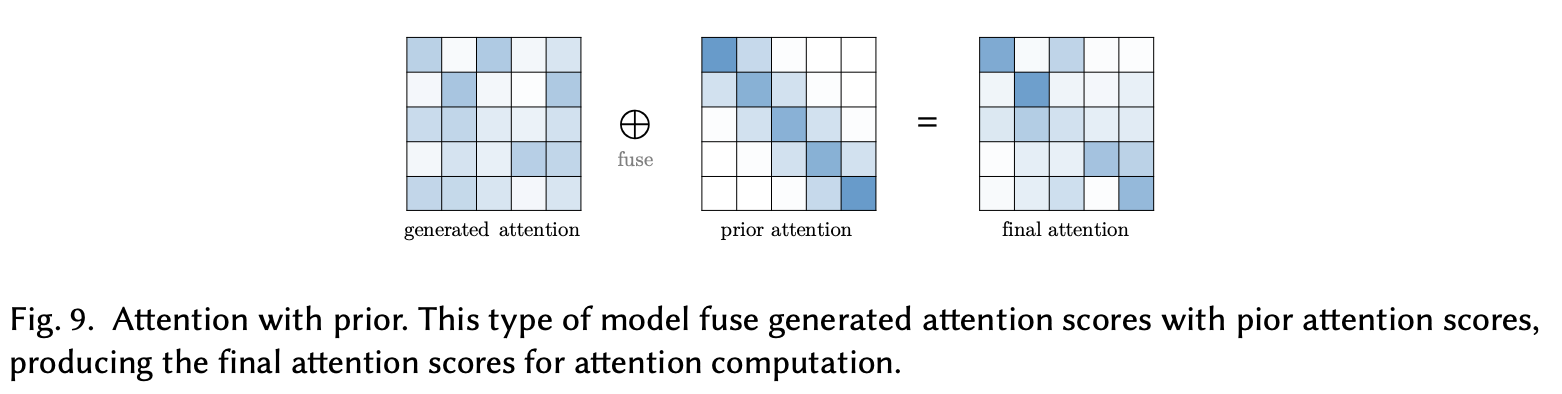 ⊕
fuse
=
generated attention
prior attention
final attention
Fig. 9. Attention with prior. This type of model fuse generated attention scores with pior attention scores,
producing the final attention scores for attention computation.